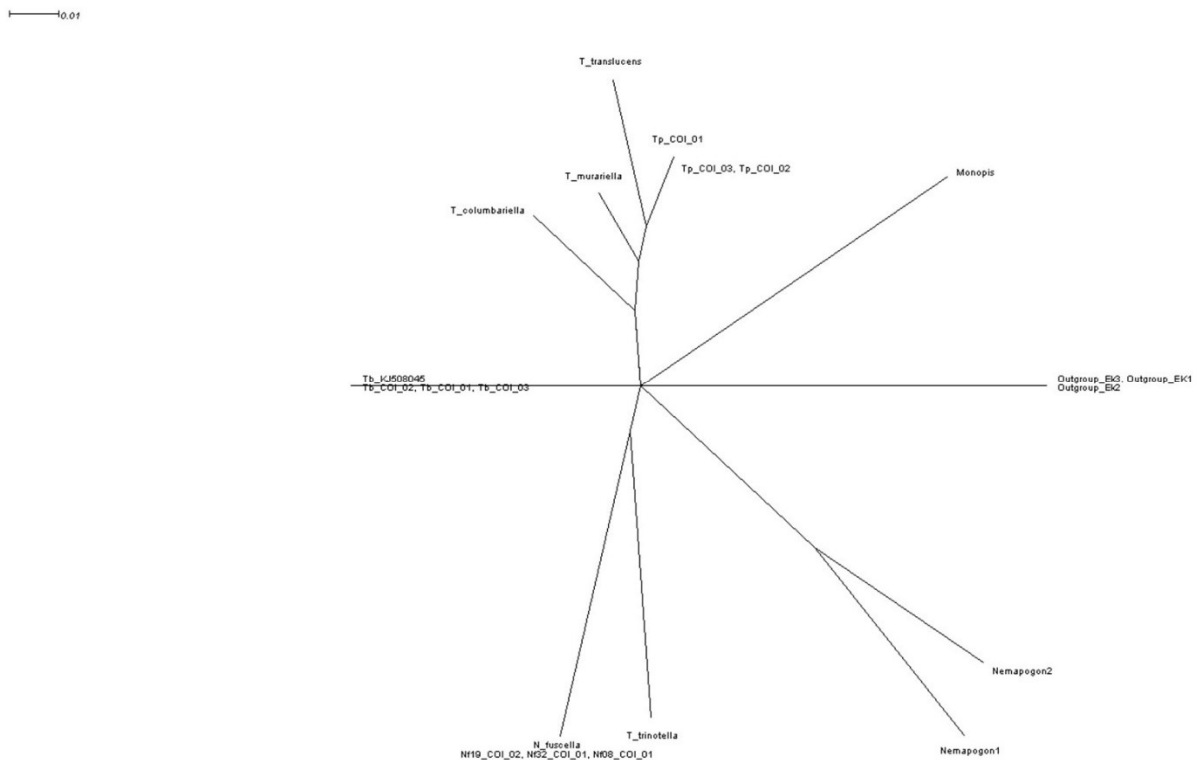 0.01
T_translucens
Tp_COI_01
Tp_COI_03, Tp_COI_02
Monopis
T_murariella
T_columbariella
Tb_KJ508045
Tb_COI_02, Tb_COI_01, Tb_COI_03
Outgroup_Ek3, Outgroup_EK1
Outgroup_Ek2
Nemapogon2
T_trinotella
N_fuscella
Nf19_COI_02, Nf32_COI_01, Nf08_COI_01
Nemapogon1